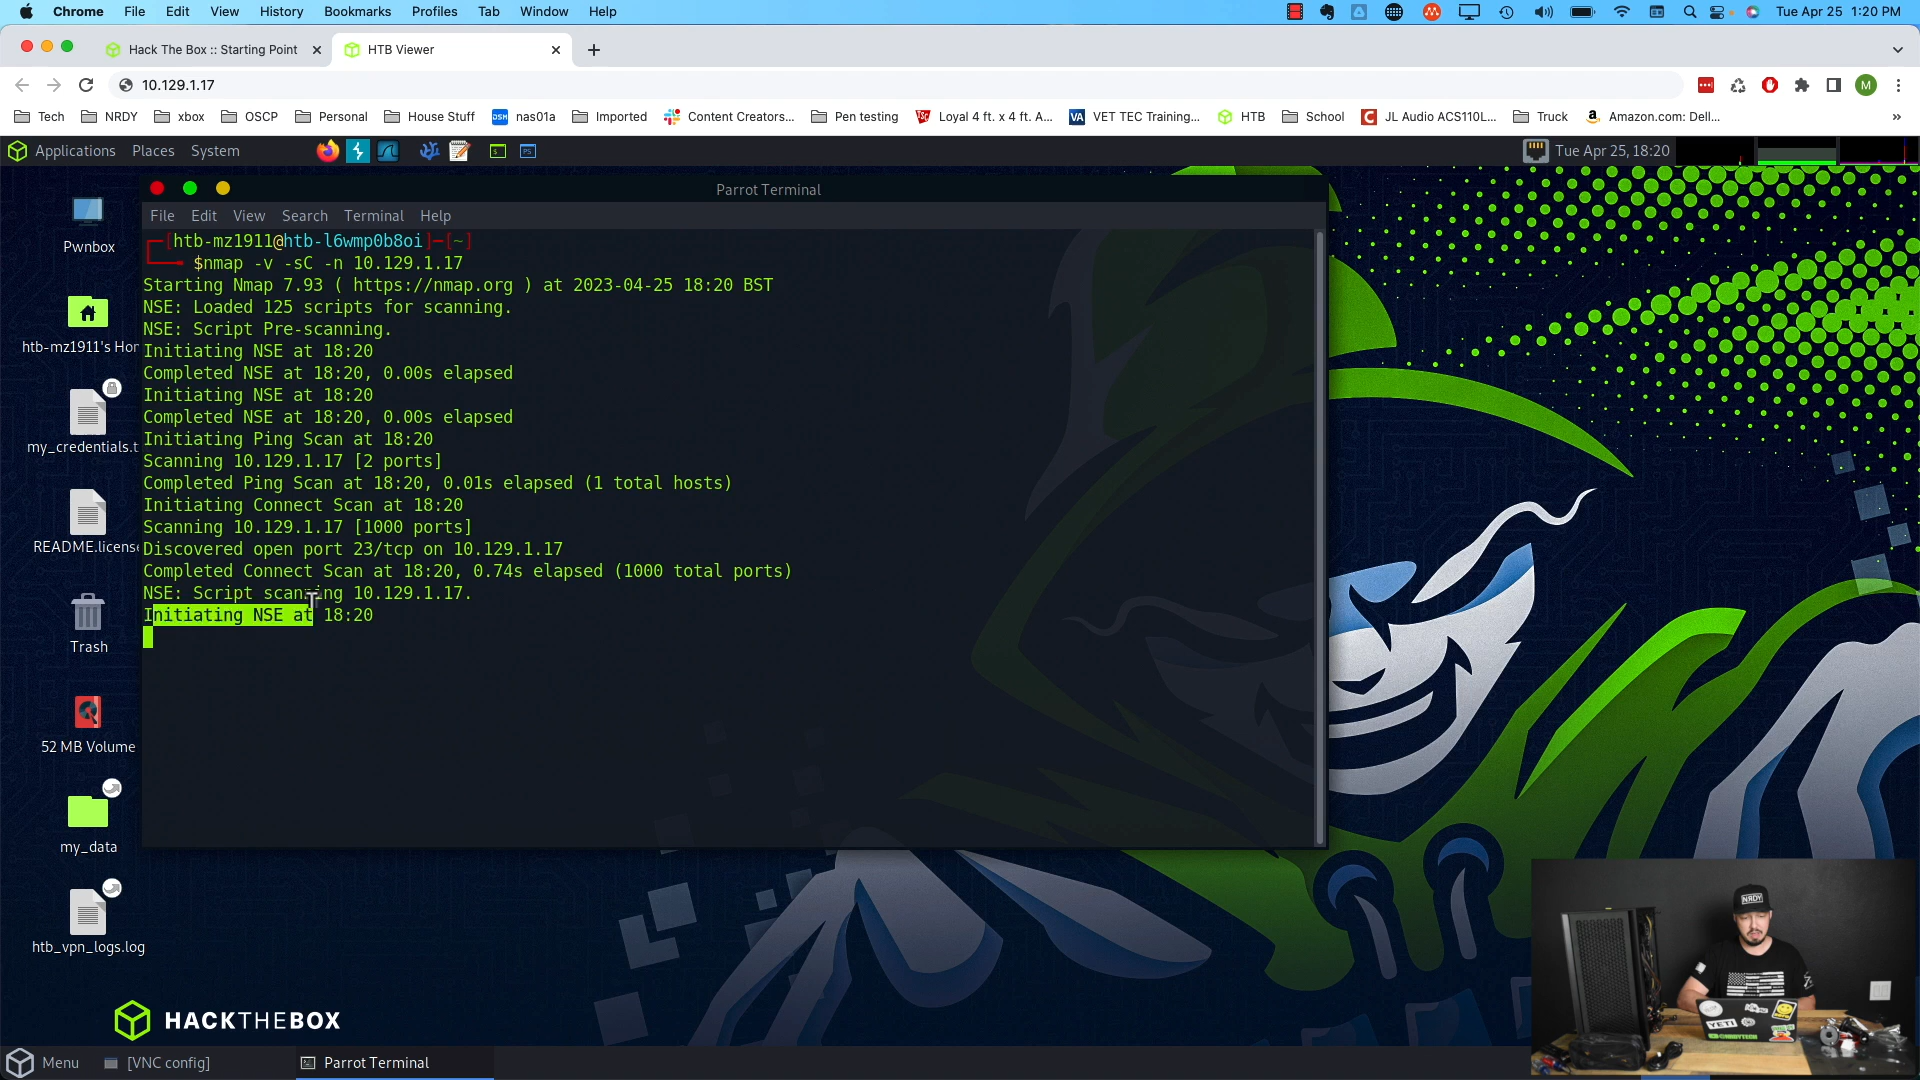 Chrome File Edit View History Bookmarks Profiles Tab Window Help Tue Apr 25 1:20 PM
Hack The Box :: Starting Point HTB Viewer
10.129.1.17 M
Tech NRDY xbox OSCP Personal House Stuff DSM nas01a Imported Content Creators... Pen testing Loyal 4 ft. x 4 ft. A... VA VET TEC Training... HTB School JL Audio ACS110L... Truck Amazon.com: Dell... »
Applications Places System PS Tue Apr 25, 18:20
Parrot Terminal
File Edit View Search Terminal Help
[htb-mz1911@htb-l6wmp0b8oi]-[~]
$nmap -v -sC -n 10.129.1.17
Starting Nmap 7.93 ( https://nmap.org ) at 2023-04-25 18:20 BST
NSE: Loaded 125 scripts for scanning.
NSE: Script Pre-scanning.
Initiating NSE at 18:20
Completed NSE at 18:20, 0.00s elapsed
Initiating NSE at 18:20
Completed NSE at 18:20, 0.00s elapsed
Initiating Ping Scan at 18:20
Scanning 10.129.1.17 [2 ports]
Completed Ping Scan at 18:20, 0.01s elapsed (1 total hosts)
Initiating Connect Scan at 18:20
Scanning 10.129.1.17 [1000 ports]
Discovered open port 23/tcp on 10.129.1.17
Completed Connect Scan at 18:20, 0.74s elapsed (1000 total ports)
NSE: Script scanning 10.129.1.17.
Initiating NSE at 18:20
Pwnbox
htb-mz1911's Hor
my_credentials.t
README.license
Trash
52 MB Volume
my_data
htb_vpn_logs.log
HACKTHEBOX
NRDY
YETI
Menu [VNC config] Parrot Terminal